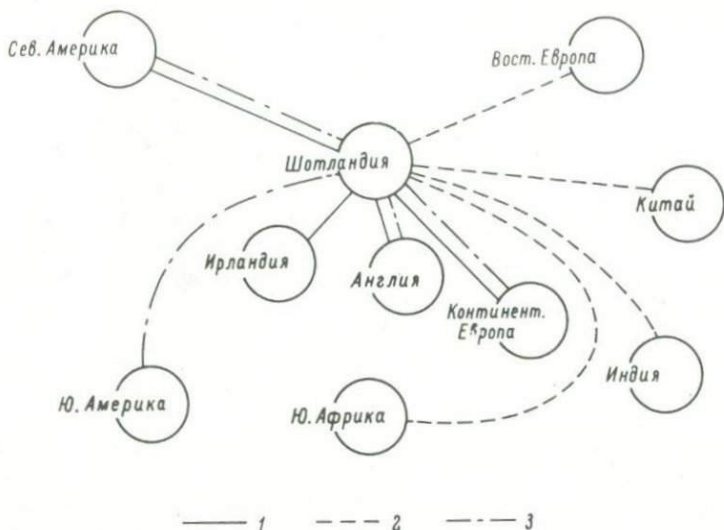 Сев. Америка
Вост. Европа
Шотландия
Китай
Ирландия
Англия
Континент.
Европа
Индия
Ю. Америка
Ю. Африка
1 2 3